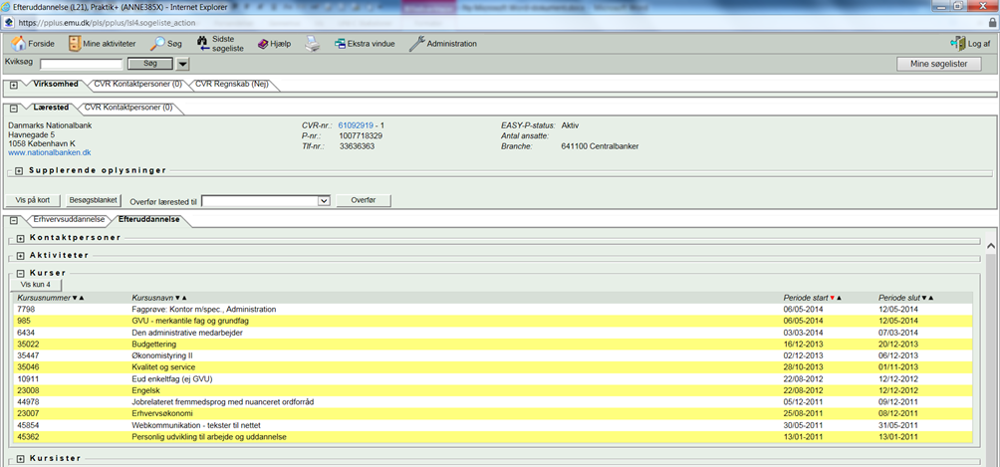 Efteruddannelse (L21), Praktik+ (ANNE385X) - Internet Explorer
https://pplus.emu.dk/pls/pplus/lsl4.sogeliste_action
Forside Mine aktiviteter Søg Sidste søgeliste Hjælp Ekstra vindue Administration Log af
Kviksøg Søg Mine søgelister
Virksomhed CVR Kontaktpersoner (0) CVR Regnskab (Nej)
Lærested CVR Kontaktpersoner (0)
Danmarks Nationalbank CVR-nr.: 61092919 - 1 EASY-P-status: Aktiv
Havnegade 5 P-nr.: 1007718329 Antal ansatte:
1058 København K Tlf-nr.: 33636363 Branche: 641100 Centralbanker
www.nationalbanken.dk
Supplerende oplysninger
Vis på kort Besøgsblanket Overfør lærested til Overfør
Erhvervsuddannelse Efteruddannelse
Kontaktpersoner
Aktiviteter
Kurser
Vis kun 4
Kursusnummer Kursusnavn Periode start Periode slut
7798 Fagprøve: Kontor m/spec., Administration 06/05-2014 12/05-2014
985 GVU - merkantile fag og grundfag 06/05-2014 12/05-2014
6434 Den administrative medarbejder 03/03-2014 07/03-2014
35022 Budgettering 16/12-2013 20/12-2013
35447 Økonomistyring II 02/12-2013 06/12-2013
35046 Kvalitet og service 28/10-2013 01/11-2013
10911 Eud enkeltfag (ej GVU) 22/08-2012 12/12-2012
23008 Engelsk 22/08-2012 12/12-2012
44978 Jobrelateret fremmedsprog med nuanceret ordforråd 05/12-2011 09/12-2011
23007 Erhvervsøkonomi 25/08-2011 08/12-2011
45854 Webkommunikation - tekster til nettet 30/05-2011 31/05-2011
45362 Personlig udvikling til arbejde og uddannelse 13/01-2011 13/01-2011
Kursister